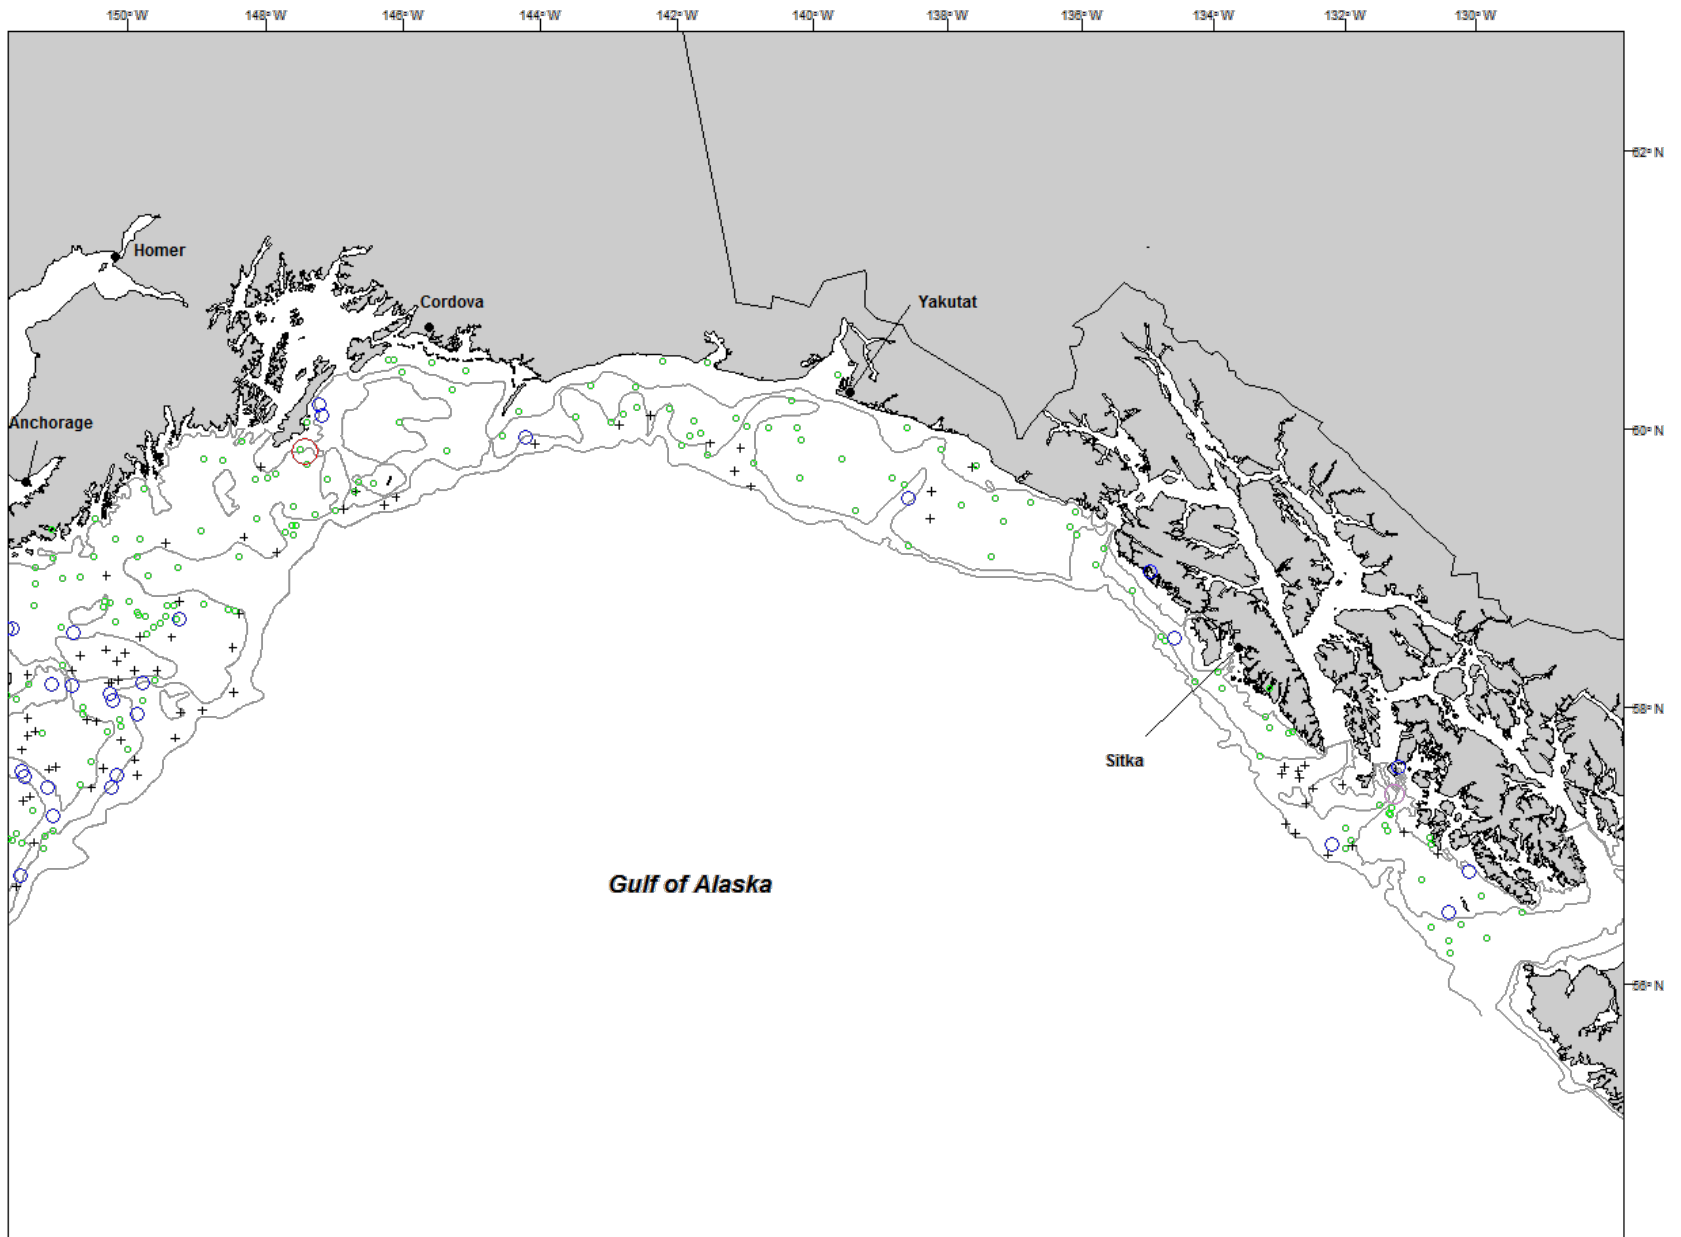 150° W 148° W 146° W 144° W 142° W 140° W 138° W 136° W 134° W 132° W 130° W
62° N
Homer
Cordova
Yakutat
Anchorage
60° N
58° N
Sitka
Gulf of Alaska
56° N